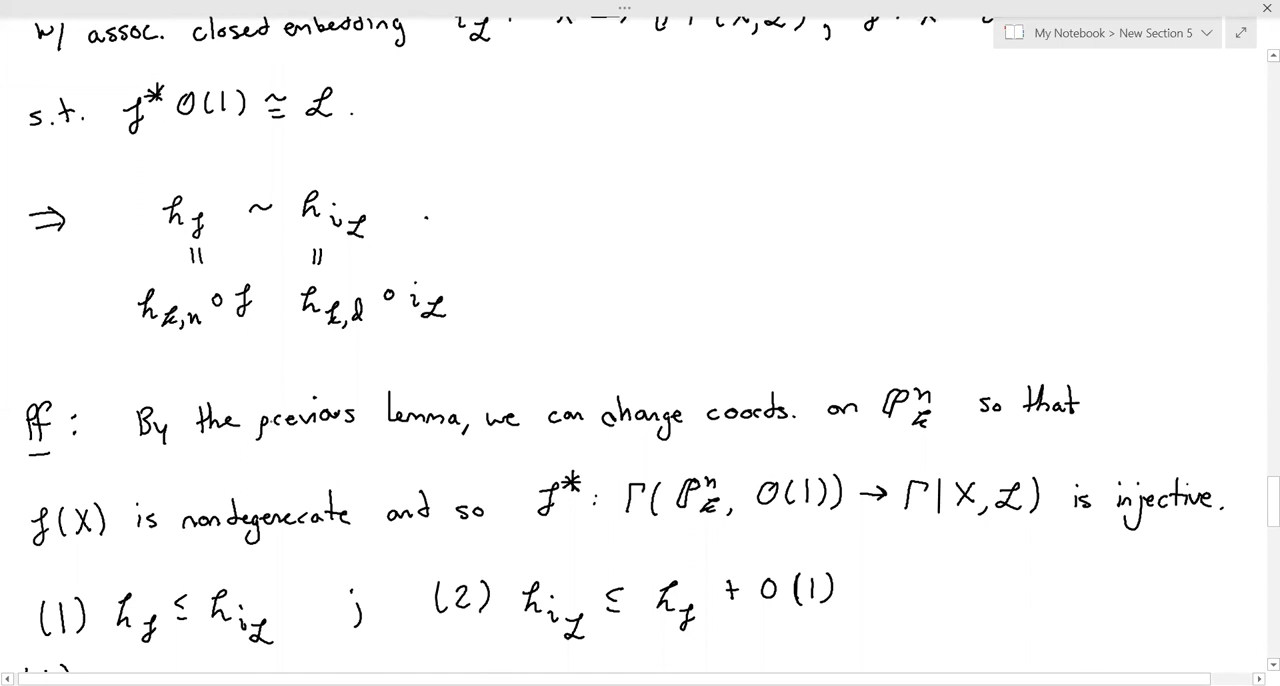 My Notebook > New Section 5
w/ assoc. closed embedding i_ℒ :
s.t. f* O(1) ≅ ℒ .
⇒ h_f ~ h_{i_ℒ} .
|| ||
h_{k,n} ∘ f h_{k,d} ∘ i_ℒ
Pf : By the previous lemma, we can change coords. on ℙ^n_k so that
f(X) is nondegenerate and so f* : Γ(ℙ^n_k, O(1)) → Γ(X, ℒ) is injective.
(1) h_f ≤ h_{i_ℒ} ; (2) h_{i_ℒ} ≤ h_f + O(1)